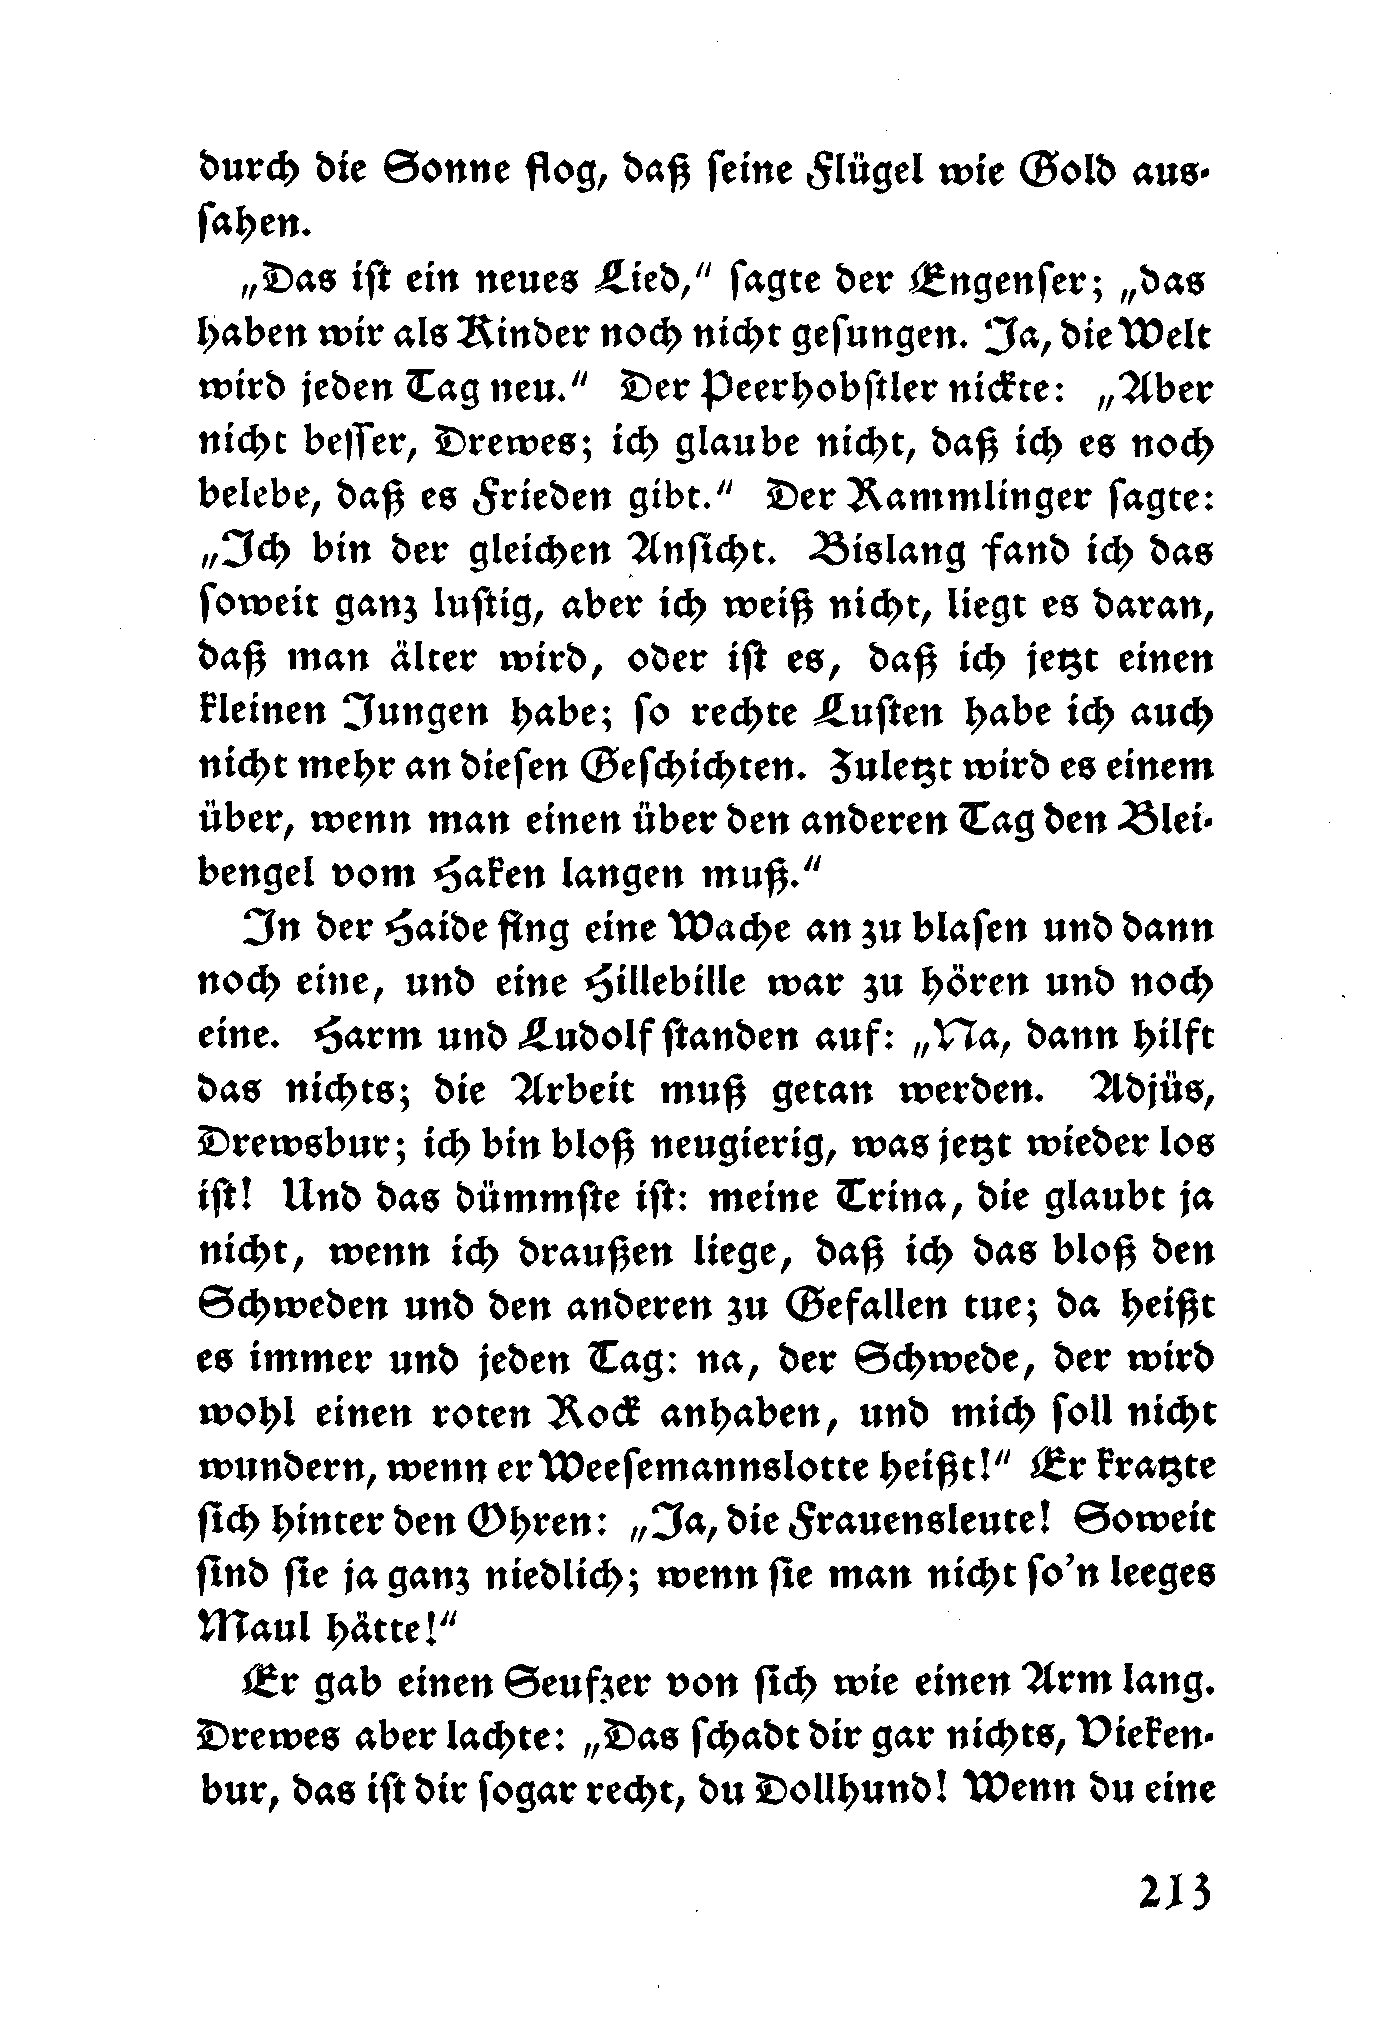 durch die Sonne flog, daß seine Flügel wie Gold aus-
sahen.
„Das ist ein neues Lied,“ sagte der Engenser; „das
haben wir als Kinder noch nicht gesungen. Ja, die Welt
wird jeden Tag neu.“ Der Peerhobstler nickte: „Aber
nicht besser, Drewes; ich glaube nicht, daß ich es noch
belebe, daß es Frieden gibt.“ Der Rammlinger sagte:
„Ich bin der gleichen Ansicht. Bislang fand ich das
soweit ganz lustig, aber ich weiß nicht, liegt es daran,
daß man älter wird, oder ist es, daß ich jetzt einen
kleinen Jungen habe; so rechte Lusten habe ich auch
nicht mehr an diesen Geschichten. Zuletzt wird es einem
über, wenn man einen über den anderen Tag den Blei-
bengel vom Haken langen muß.“
In der Haide fing eine Wache an zu blasen und dann
noch eine, und eine Hillebille war zu hören und noch
eine. Harm und Ludolf standen auf: „Na, dann hilft
das nichts; die Arbeit muß getan werden. Adjüs,
Drewsbur; ich bin bloß neugierig, was jetzt wieder los
ist! Und das dümmste ist: meine Trina, die glaubt ja
nicht, wenn ich draußen liege, daß ich das bloß den
Schweden und den anderen zu Gefallen tue; da heißt
es immer und jeden Tag: na, der Schwede, der wird
wohl einen roten Rock anhaben, und mich soll nicht
wundern, wenn er Weesemannslotte heißt!“ Er kratzte
sich hinter den Ohren: „Ja, die Frauensleute! Soweit
sind sie ja ganz niedlich; wenn sie man nicht so'n leeges
Maul hätte!“
Er gab einen Seufzer von sich wie einen Arm lang.
Drewes aber lachte: „Das schadt dir gar nichts, Vieken-
bur, das ist dir sogar recht, du Dollhund! Wenn du eine
213